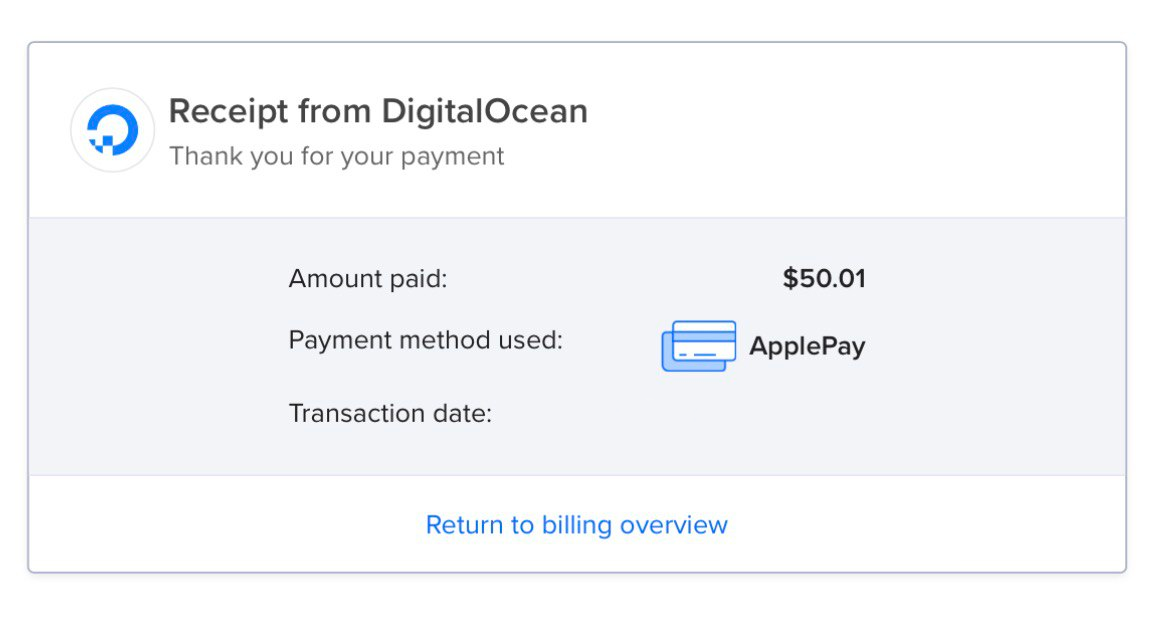 Receipt from DigitalOcean
Thank you for your payment
Amount paid: $50.01
Payment method used: ApplePay
Transaction date:
Return to billing overview